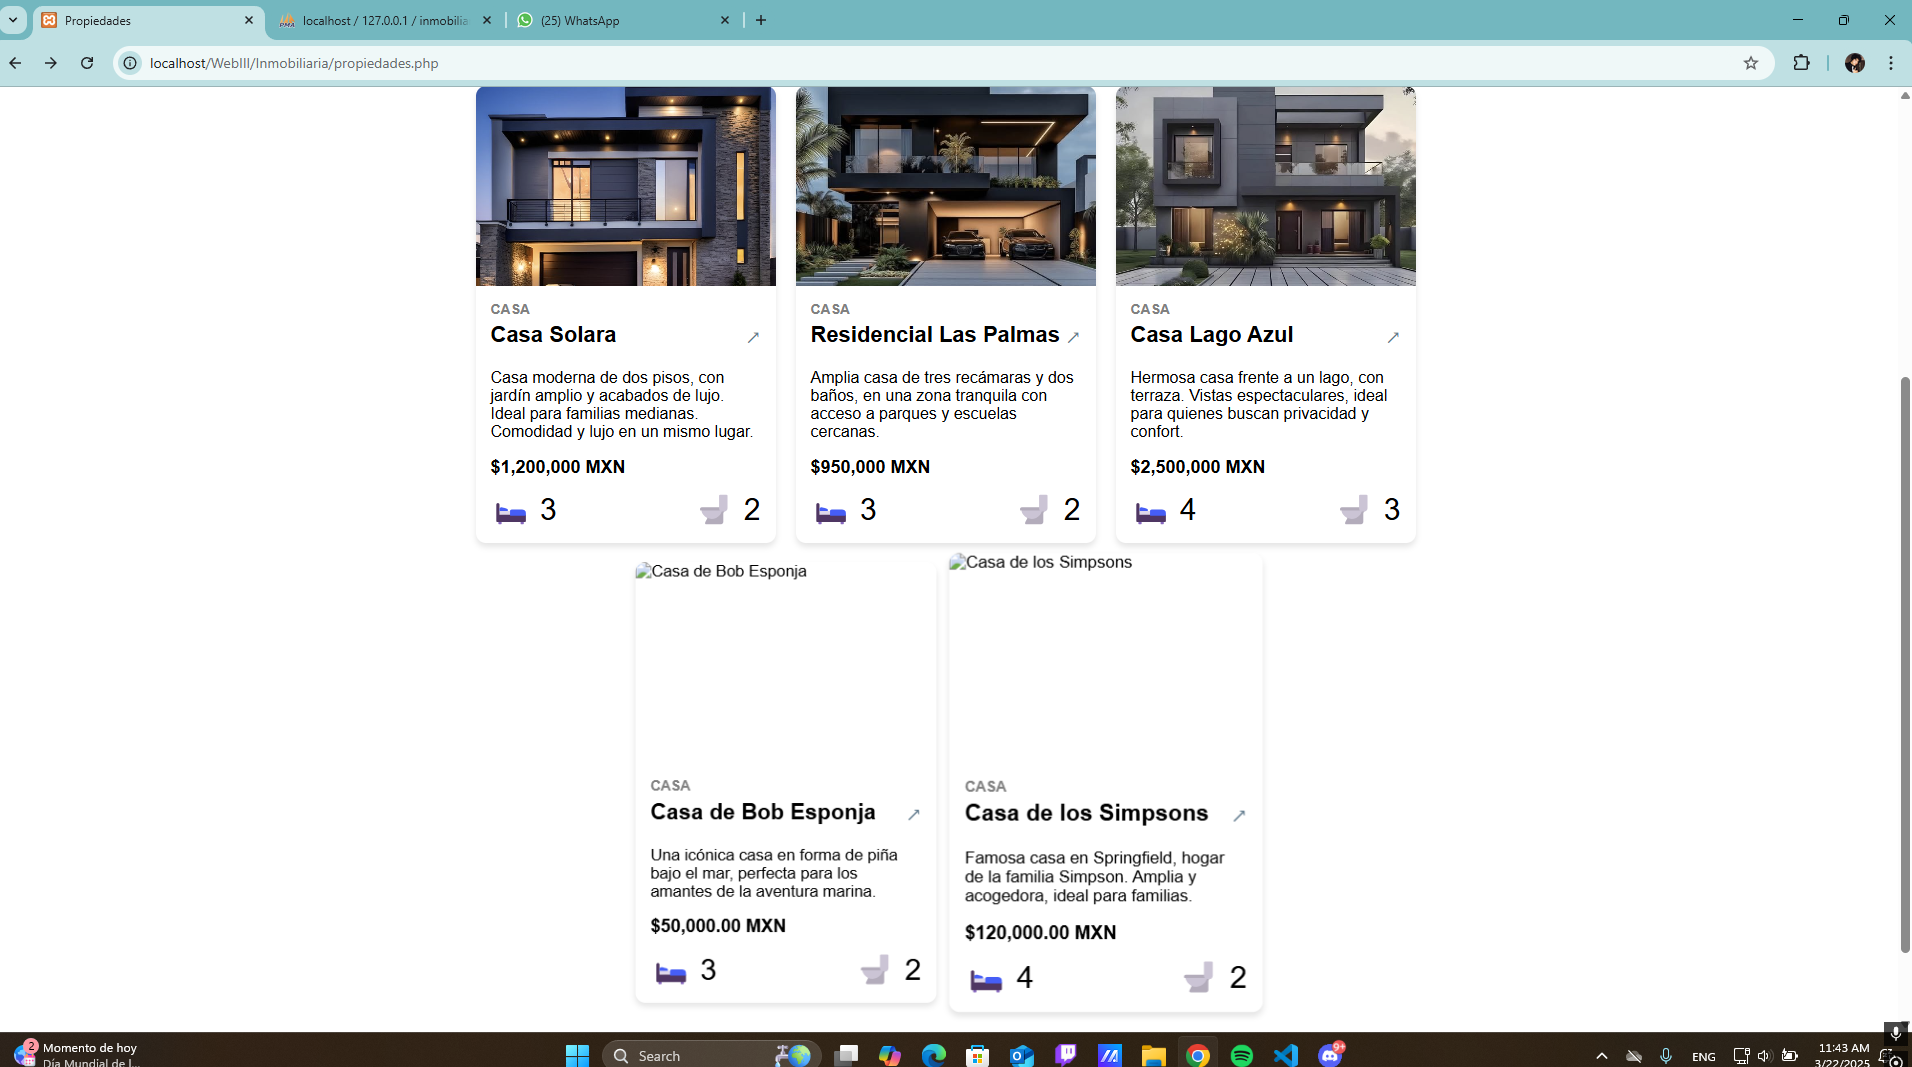 Propiedades
localhost / 127.0.0.1 / inmobilia
(25) WhatsApp
localhost/WebIII/Inmobiliaria/propiedades.php
CASA
Casa Solara
Casa moderna de dos pisos, con
jardín amplio y acabados de lujo.
Ideal para familias medianas.
Comodidad y lujo en un mismo lugar.
$1,200,000 MXN
3
2
CASA
Residencial Las Palmas
Amplia casa de tres recámaras y dos
baños, en una zona tranquila con
acceso a parques y escuelas
cercanas.
$950,000 MXN
3
2
CASA
Casa Lago Azul
Hermosa casa frente a un lago, con
terraza. Vistas espectaculares, ideal
para quienes buscan privacidad y
confort.
$2,500,000 MXN
4
3
Casa de Bob Esponja
CASA
Casa de Bob Esponja
Una icónica casa en forma de piña
bajo el mar, perfecta para los
amantes de la aventura marina.
$50,000.00 MXN
3
2
Casa de los Simpsons
CASA
Casa de los Simpsons
Famosa casa en Springfield, hogar
de la familia Simpson. Amplia y
acogedora, ideal para familias.
$120,000.00 MXN
4
2
2
Momento de hoy
Día Mundial de l...
Search
9+
ENG
11:43 AM
3/22/2025